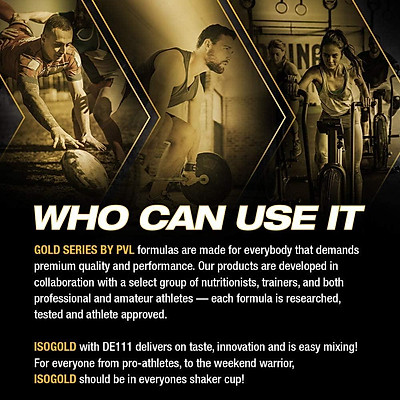 WHO CAN USE IT
GOLD SERIES BY PVL formulas are made for everybody that demands
premium quality and performance. Our products are developed in
collaboration with a select group of nutritionists, trainers, and both
professional and amateur athletes — each formula is researched,
tested and athlete approved.
ISOGOLD with DE111 delivers on taste, innovation and is easy mixing!
For everyone from pro-athletes, to the weekend warrior,
ISOGOLD should be in everyones shaker cup!